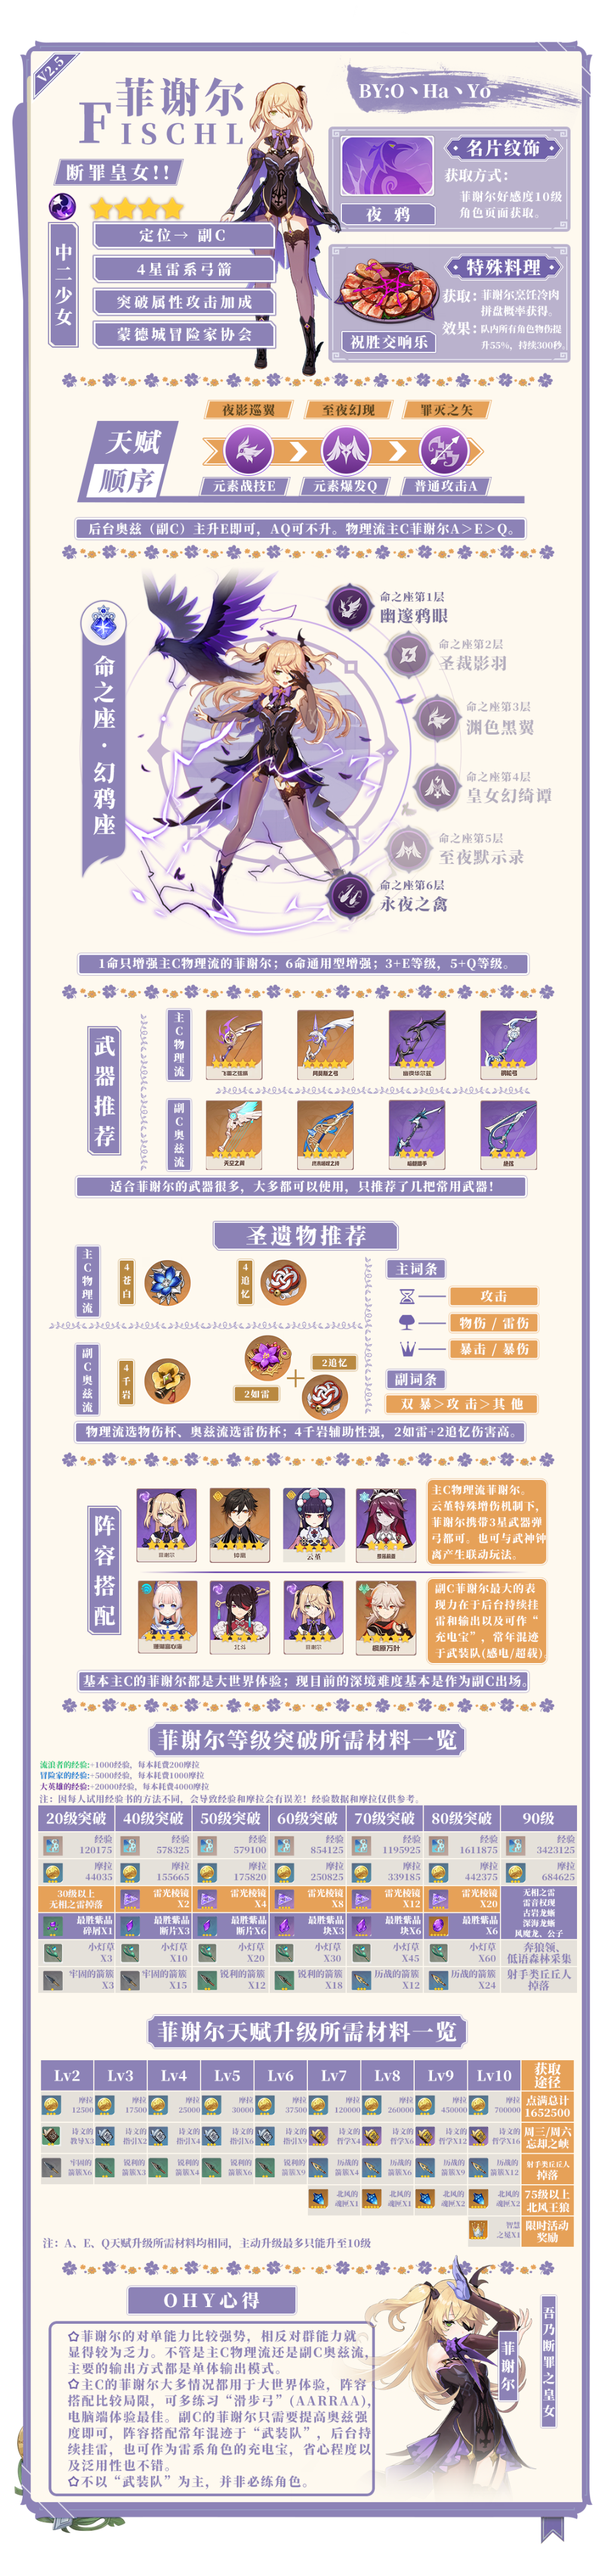 V2.5
菲谢尔
FISCHL
BY:O丶Ha丶Yo
断罪皇女!!
中二少女
定位→ 副C
4星雷系弓箭
突破属性攻击加成
蒙德城冒险家协会
名片纹饰
获取方式:
菲谢尔好感度10级
角色页面获取。
夜 鸦
特殊料理
获取: 菲谢尔烹饪冷肉
拼盘概率获得。
效果: 队内所有角色物伤提
升55%, 持续300秒。
祝胜交响乐
天赋
顺序
夜影巡翼 至夜幻现 罪灭之矢
元素战技E 元素爆发Q 普通攻击A
后台奥兹（副C）主升E即可，AQ可不升。物理流主C菲谢尔A＞E＞Q。
命之座·幻鸦座
命之座第1层
幽邃鸦眼
命之座第2层
圣裁影羽
命之座第3层
渊色黑翼
命之座第4层
皇女幻绮谭
命之座第5层
至夜默示录
命之座第6层
永夜之禽
1命只增强主C物理流的菲谢尔；6命通用型增强；3+E等级，5+Q等级。
武器推荐
主C物理流
飞雷之弦振
副C奥兹流
天空之翼 终末嗟叹之诗
绝弦
适合菲谢尔的武器很多，大多都可以使用，只推荐了几把常用武器！
圣遗物推荐
主C物理流
4苍白
4追忆
副C奥兹流
4千岩
2如雷
2追忆
主词条
攻击
物伤 / 雷伤
暴击 / 暴伤
副词条
双 暴＞攻 击＞其 他
物理流选物伤杯、奥兹流选雷伤杯；4千岩辅助性强，2如雷+2追忆伤害高。
阵容搭配
菲谢尔 钟离 云堇 罗莎莉亚
主C物理流菲谢尔。
云堇特殊增伤机制下，
菲谢尔携带3星武器弹
弓都可。也可与武神钟
离产生联动玩法。
珊瑚宫心海 北斗 菲谢尔 枫原万叶
副C菲谢尔最大的表
现力在于后台持续挂
雷和输出以及可作“
充电宝”，常年混迹
于武装队(感电/超载)
基本主C的菲谢尔都是大世界体验；现目前的深境难度基本是作为副C出场。
菲谢尔等级突破所需材料一览
流浪者的经验:+1000经验，每本耗费200摩拉
冒险家的经验:+5000经验，每本耗费1000摩拉
大英雄的经验:+20000经验，每本耗费4000摩拉
注：因每人试用经验书的方法不同，会导致经验和摩拉会有误差！经验数据和摩拉仅供参考。
20级突破 40级突破 50级突破 60级突破 70级突破 80级突破 90级
经验 经验 经验 经验 经验 经验 经验
120175 578325 579100 854125 1195925 1611875 3423125
摩拉 摩拉 摩拉 摩拉 摩拉 摩拉 摩拉
44035 155665 175820 250825 339185 442375 684625
30级以上 雷光棱镜 雷光棱镜 雷光棱镜 雷光棱镜 雷光棱镜
无相之雷掉落 X2 X4 X8 X12 X20
最胜紫晶 最胜紫晶 最胜紫晶 最胜紫晶 最胜紫晶 最胜紫晶
碎屑X1 断片X3 断片X6 块X3 块X6 X6
无相之雷
雷音权现
古岩龙蜥
深海龙蜥
风魔龙、公子
小灯草 小灯草 小灯草 小灯草 小灯草 小灯草 奔狼领、
X3 X10 X20 X30 X45 X60 低语森林采集
牢固的箭簇 牢固的箭簇 锐利的箭簇 锐利的箭簇 历战的箭簇 历战的箭簇 射手类丘丘人
X3 X15 X12 X18 X12 X24 掉落
菲谢尔天赋升级所需材料一览
Lv2 Lv3 Lv4 Lv5 Lv6 Lv7 Lv8 Lv9 Lv10 获取
途径
摩拉 摩拉 摩拉 摩拉 摩拉 摩拉 摩拉 摩拉 摩拉 点满总计
12500 17500 25000 30000 37500 120000 260000 450000 700000 1652500
诗文的 诗文的 诗文的 诗文的 诗文的 诗文的 诗文的 诗文的 诗文的 周三/周六
教导X3 指引X2 指引X4 指引X6 指引X9 哲学X4 哲学X6 哲学X12 哲学X16 忘却之峡
牢固的 锐利的 锐利的 锐利的 锐利的 历战的 历战的 历战的 历战的 射手类丘丘人
箭簇X6 箭簇X3 箭簇X4 箭簇X6 箭簇X9 箭簇X4 箭簇X6 箭簇X9 箭簇X12 掉落
北风的 北风的 北风的 北风的 75级以上
魂匣X1 魂匣X1 魂匣X2 魂匣X2 北风王狼
智慧 限时活动
之冕X1 奖励
注：A、E、Q天赋升级所需材料均相同，主动升级最多只能升至10级
OHY心得
✿菲谢尔的对单能力比较强势，相反对群能力就
显得较为乏力。不管是主C物理流还是副C奥兹流，
主要的输出方式都是单体输出模式。
✿主C的菲谢尔大多情况都用于大世界体验，阵容
搭配比较局限，可多练习“滑步弓”(AARRAA)，
电脑端体验最佳。副C的菲谢尔只需要提高奥兹强
度即可，阵容搭配常年混迹于“武装队”，后台持
续挂雷，也可作为雷系角色的充电宝，省心程度以
及泛用性也不错。
✿不以“武装队”为主，并非必练角色。
菲谢尔
吾乃断罪之皇女